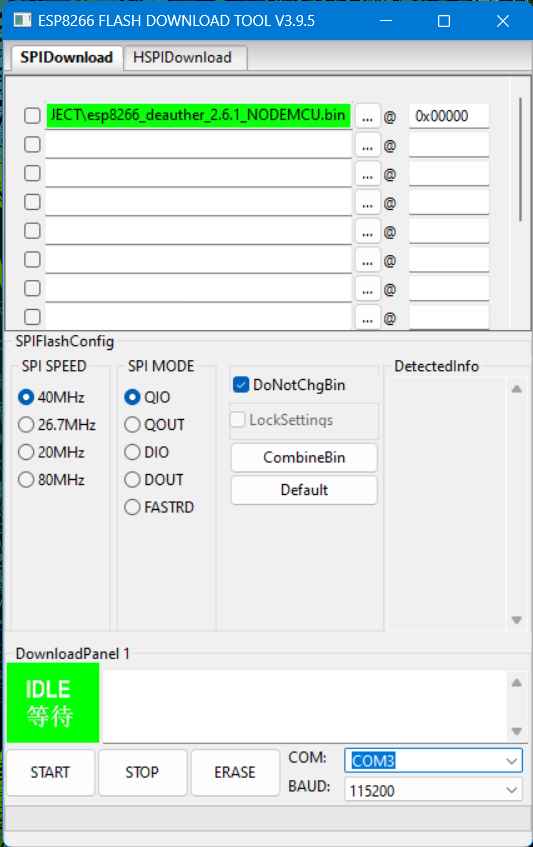 ESP8266 FLASH DOWNLOAD TOOL V3.9.5
SPIDownload HSPIDownload
JECT\esp8266_deauther_2.6.1_NODEMCU.bin ... @ 0x00000
... @
... @
... @
... @
... @
... @
... @
SPIFlashConfig
SPI SPEED
40MHz
26.7MHz
20MHz
80MHz
SPI MODE
QIO
QOUT
DIO
DOUT
FASTRD
DoNotChgBin
LockSettings
CombineBin
Default
DetectedInfo
DownloadPanel 1
IDLE
等待
START STOP ERASE
COM: COM3
BAUD: 115200